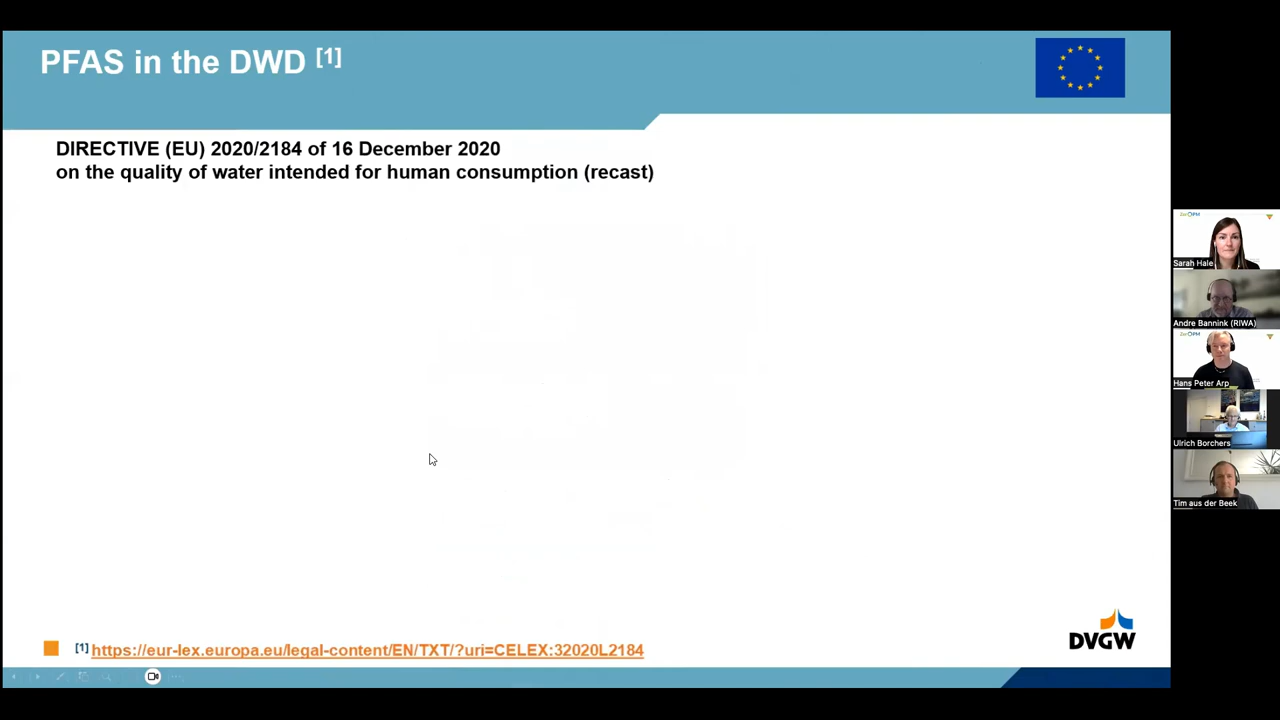 PFAS in the DWD [1]
DIRECTIVE (EU) 2020/2184 of 16 December 2020
on the quality of water intended for human consumption (recast)
Sarah Hale
Andre Bannink (RIWA)
Hans Peter Arp
Ulrich Borchers
Tim aus der Beek
DVGW
[1] https://eur-lex.europa.eu/legal-content/EN/TXT/?uri=CELEX:32020L2184